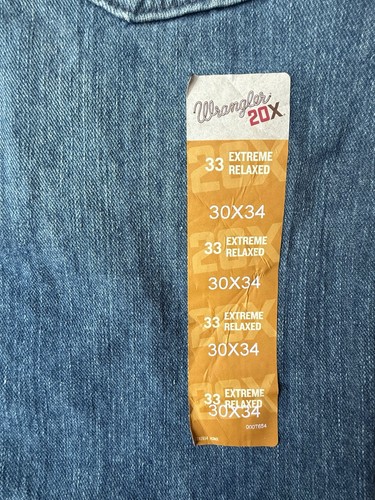 Wrangler
20X
33 EXTREME
RELAXED
30X34
33 EXTREME
RELAXED
30X34
33 EXTREME
RELAXED
30X34
33 EXTREME
RELAXED
30X34